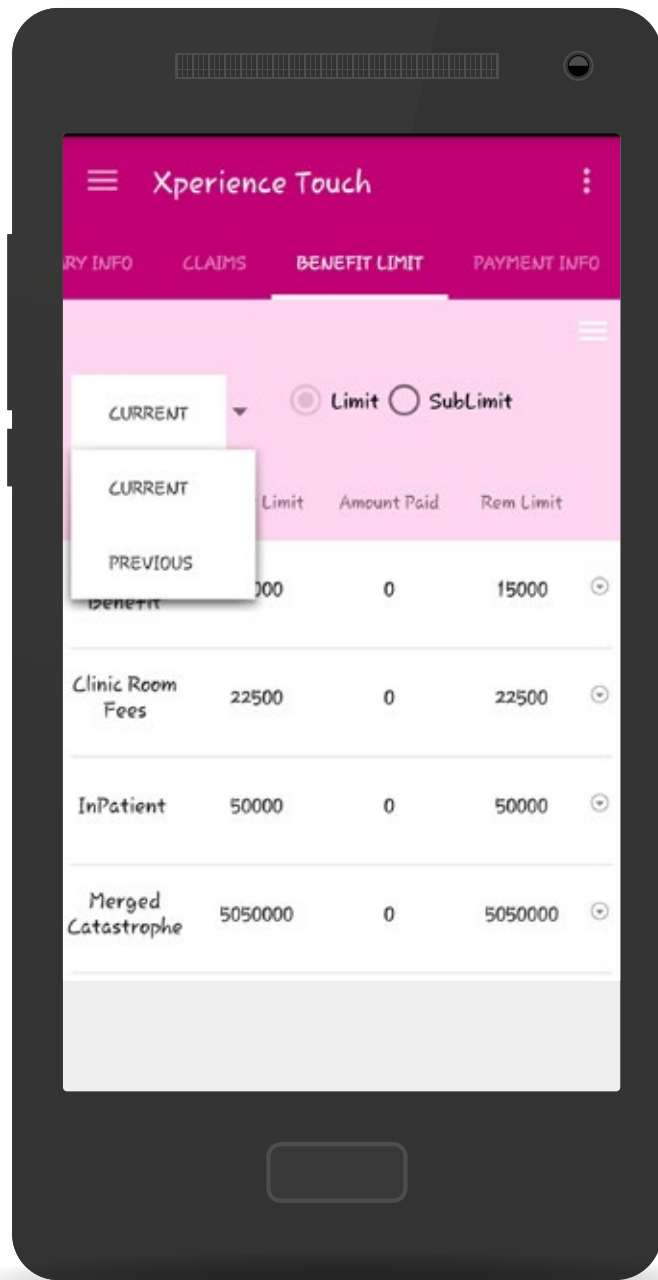 Xperience Touch
RY INFO CLAIMS BENEFIT LIMIT PAYMENT INFO
CURRENT Limit SubLimit
CURRENT
Limit Amount Paid Rem Limit
PREVIOUS
000 0 15000
Benefit
Clinic Room
Fees 22500 0 22500
InPatient 50000 0 50000
Merged
Catastrophe 5050000 0 5050000